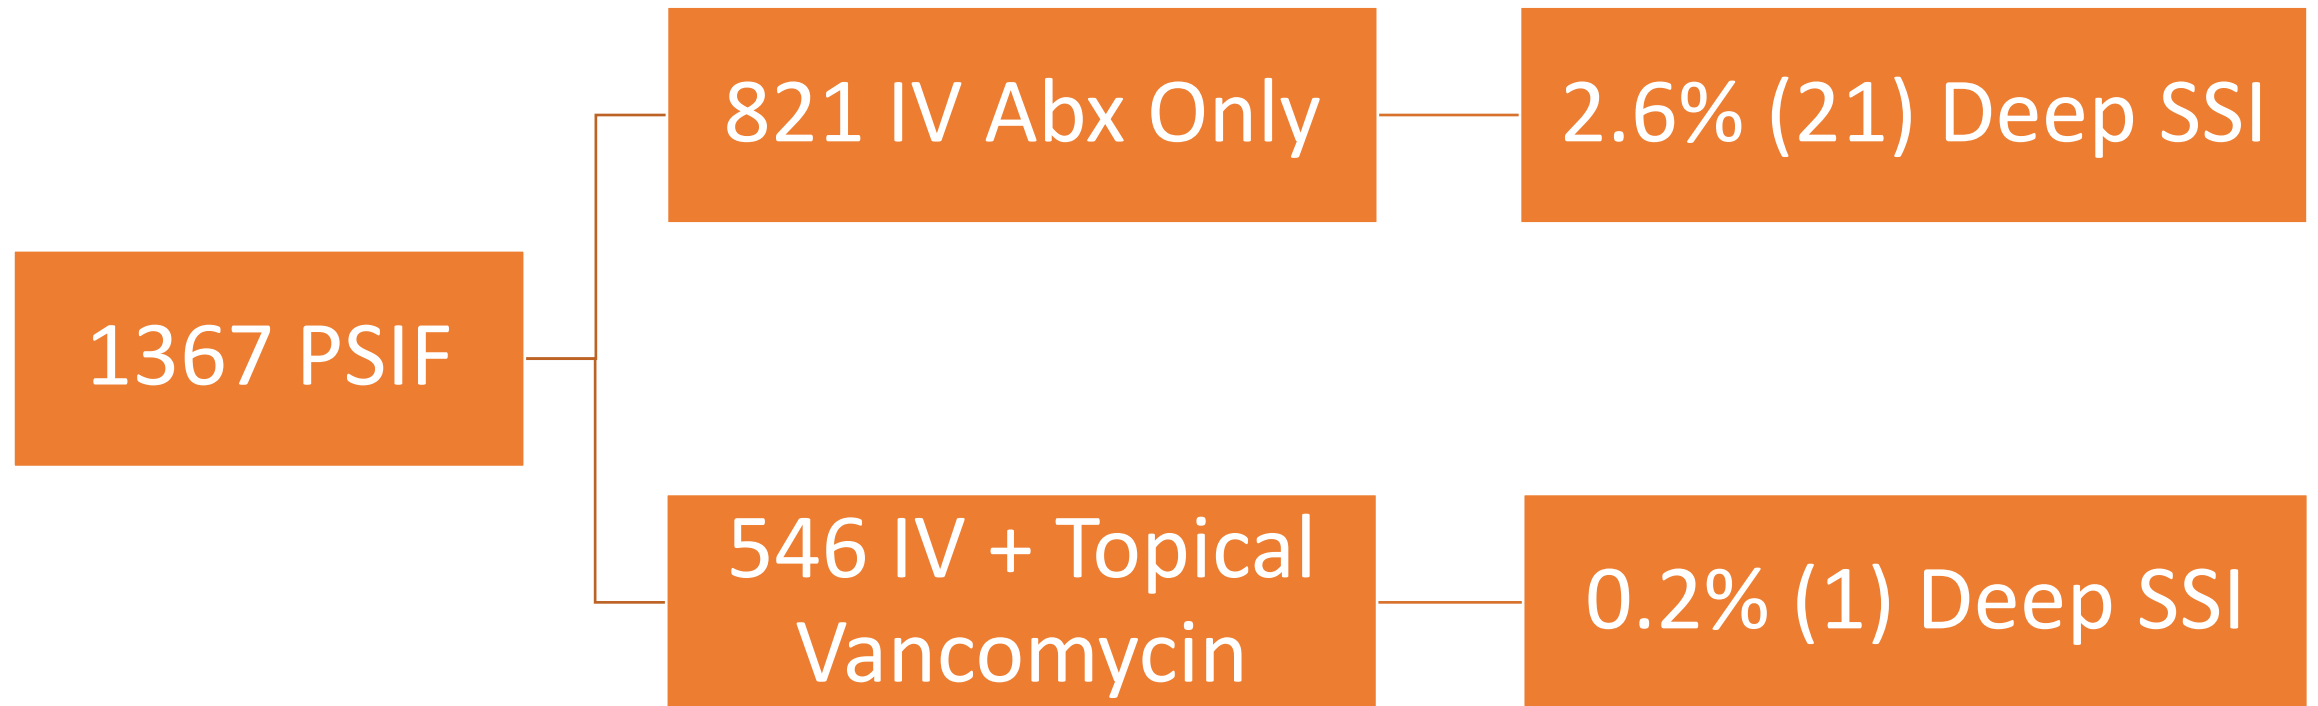 1367 PSIF
821 IV Abx Only
2.6% (21) Deep SSI
546 IV + Topical
Vancomycin
0.2% (1) Deep SSI